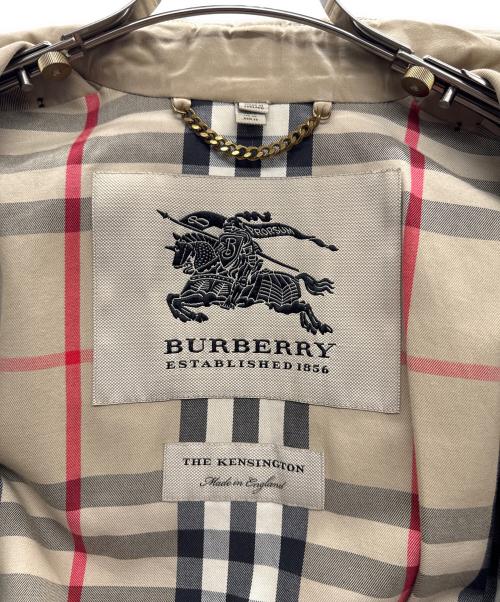 PRORSUM
BURBERRY
ESTABLISHED 1856
THE KENSINGTON
Made in England